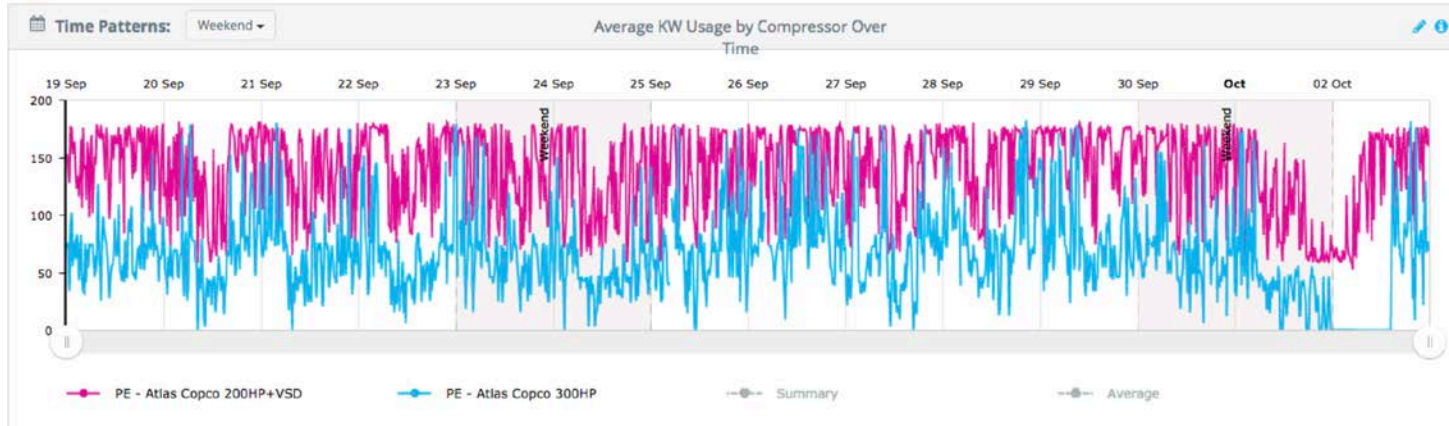 Time Patterns: Weekend
Average KW Usage by Compressor Over
Time
19 Sep 20 Sep 21 Sep 22 Sep 23 Sep 24 Sep 25 Sep 26 Sep 27 Sep 28 Sep 29 Sep 30 Sep Oct 02 Oct
200
150
100
50
0
Weekend
Weekend
PE - Atlas Copco 200HP+VSD PE - Atlas Copco 300HP Summary Average